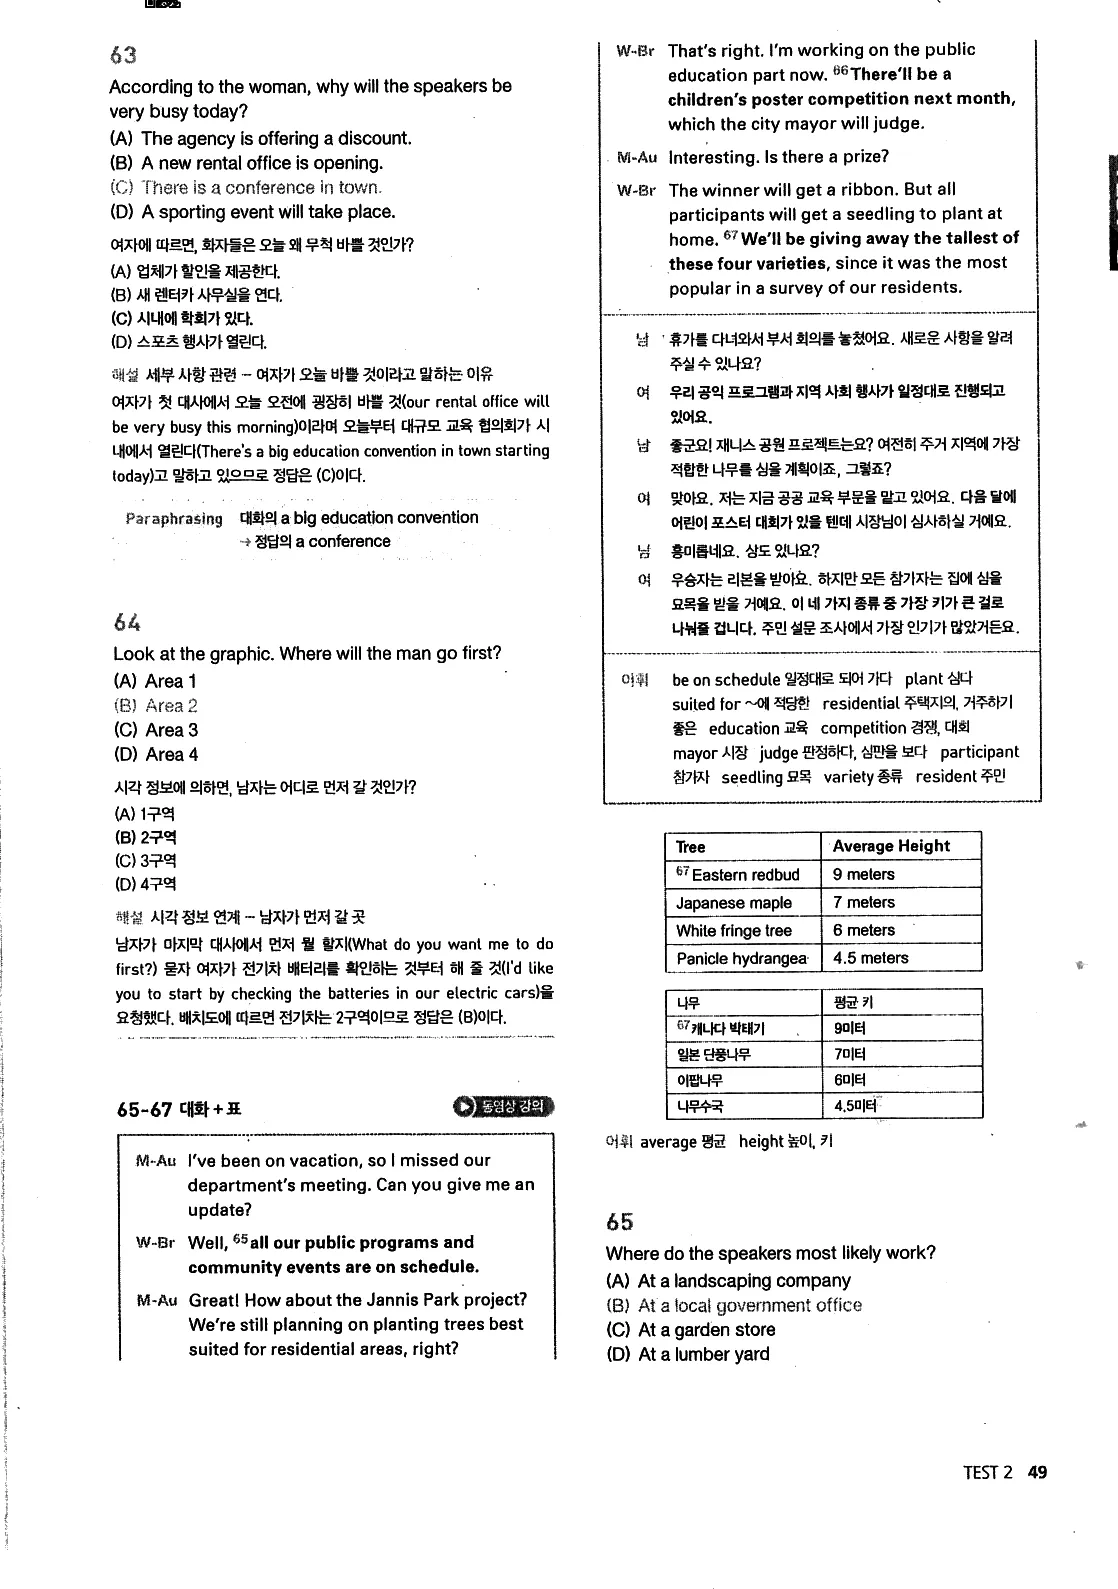 63
According to the woman, why will the speakers be
very busy today?
(A) The agency is offering a discount.
(B) A new rental office is opening.
(C) There is a conference in town.
(D) A sporting event will take place.
여자에 따르면, 화자들은 오늘 왜 무척 바쁠 것인가?
(A) 업체가 할인을 제공한다.
(B) 새 렌터카 사무실을 연다.
(C) 시내에 학회가 있다.
(D) 스포츠 행사가 열린다.
해설 세부 사항 관련 – 여자가 오늘 바쁠 것이라고 말하는 이유
여자가 첫 대사에서 오늘 오전에 굉장히 바쁠 것(our rental office will
be very busy this morning)이라며 오늘부터 대규모 교육 협의회가 시
내에서 열린다(There's a big education convention in town starting
today)고 말하고 있으므로 정답은 (C)이다.
Paraphrasing 대화의 a big education convention
→ 정답의 a conference
64
Look at the graphic. Where will the man go first?
(A) Area 1
(B) Area 2
(C) Area 3
(D) Area 4
시각 정보에 의하면, 남자는 어디로 먼저 갈 것인가?
(A) 1구역
(B) 2구역
(C) 3구역
(D) 4구역
해설 시각 정보 연계 – 남자가 먼저 갈 곳
남자가 마지막 대사에서 먼저 뭘 할지(What do you want me to do
first?) 묻자 여자가 전기차 배터리를 확인하는 것부터 해 줄 것(I'd like
you to start by checking the batteries in our electric cars)을
요청했다. 배치도에 따르면 전기차는 2구역이므로 정답은 (B)이다.
65-67 대화 + 표 동영상 강의
M-Au I've been on vacation, so I missed our
department's meeting. Can you give me an
update?
W-Br Well, 65all our public programs and
community events are on schedule.
M-Au Great! How about the Jannis Park project?
We're still planning on planting trees best
suited for residential areas, right?
W-Br That's right. I'm working on the public
education part now. 66There'll be a
children's poster competition next month,
which the city mayor will judge.
M-Au Interesting. Is there a prize?
W-Br The winner will get a ribbon. But all
participants will get a seedling to plant at
home. 67We'll be giving away the tallest of
these four varieties, since it was the most
popular in a survey of our residents.
남 휴가를 다녀와서 부서 회의를 놓쳤어요. 새로운 사항을 알려
주실 수 있나요?
여 우리 공익 프로그램과 지역 사회 행사가 일정대로 진행되고
있어요.
남 좋군요! 재니스 공원 프로젝트는요? 여전히 주거 지역에 가장
적합한 나무를 심을 계획이죠, 그렇죠?
여 맞아요. 저는 지금 공공 교육 부문을 맡고 있어요. 다음 달에
어린이 포스터 대회가 있을 텐데 시장님이 심사하실 거예요.
남 흥미롭네요. 상도 있나요?
여 우승자는 리본을 받아요. 하지만 모든 참가자는 집에 심을
묘목을 받을 거예요. 이 네 가지 종류 중 가장 키가 큰 걸로
나눠줄 겁니다. 주민 설문 조사에서 가장 인기가 많았거든요.
어휘 be on schedule 일정대로 되어 가다 plant 심다
suited for ~에 적당한 residential 주택지의, 거주하기
좋은 education 교육 competition 경쟁, 대회
mayor 시장 judge 판정하다, 심판을 보다 participant
참가자 seedling 묘목 variety 종류 resident 주민
Tree Average Height
67 Eastern redbud 9 meters
Japanese maple 7 meters
White fringe tree 6 meters
Panicle hydrangea 4.5 meters
나무 평균 키
67캐나다 박태기 9미터
일본 단풍나무 7미터
이팝나무 6미터
나무수국 4.5미터
어휘 average 평균 height 높이, 키
65
Where do the speakers most likely work?
(A) At a landscaping company
(B) At a local government office
(C) At a garden store
(D) At a lumber yard
TEST 2 49